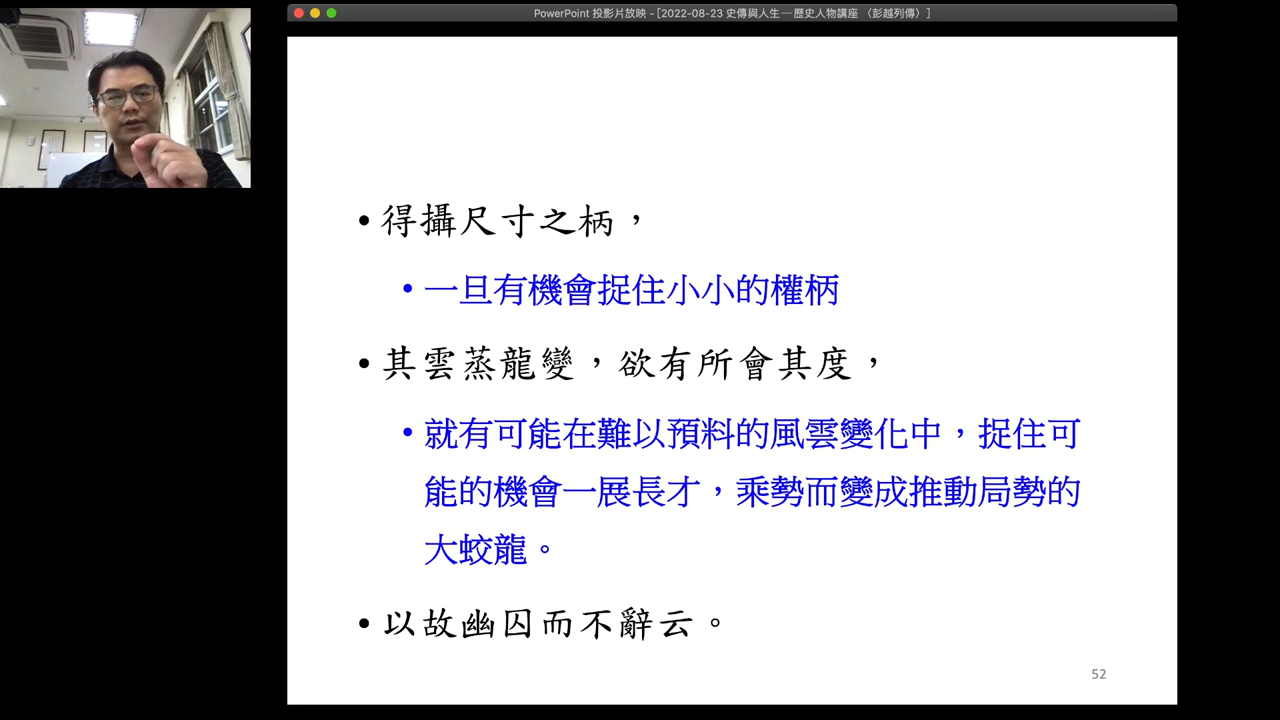 PowerPoint 投影片放映 - [2022-08-23 史傳與人生—歷史人物講座 〈彭越列傳〉]
• 得攝尺寸之柄，
• 一旦有機會捉住小小的權柄
• 其雲蒸龍變，欲有所會其度，
• 就有可能在難以預料的風雲變化中，捉住可
能的機會一展長才，乘勢而變成推動局勢的
大蛟龍。
• 以故幽囚而不辭云。
52